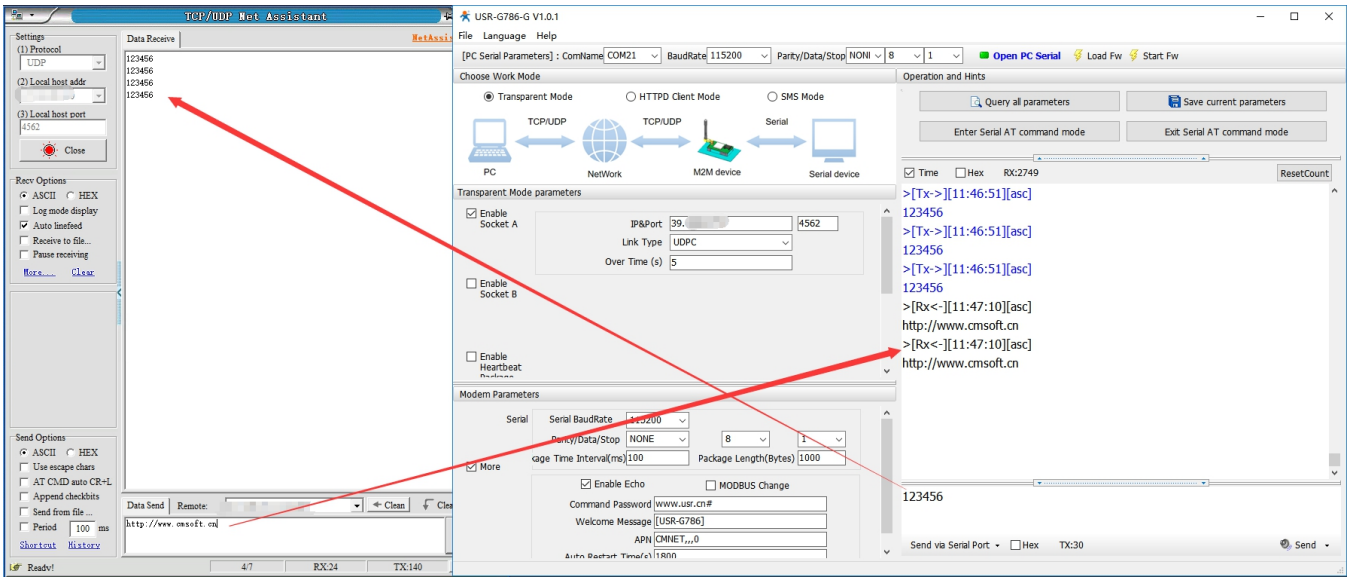 TCP/UDP Net Assistant
Settings
(1) Protocol
UDP
(2) Local host addr
(3) Local host port
4562
Close
Recv Options
ASCII HEX
Log mode display
Auto linefeed
Receive to file...
Pause receiving
More... Clear
Send Options
ASCII HEX
Use escape chars
AT CMD auto CR+L
Append checkbits
Send from file ...
Period 100 ms
Shortcut History
Ready!
Data Receive NetAssis
123456
123456
123456
123456
Data Send Remote: Clean Clea
http://www.cmsoft.cn
4/7 RX:24 TX:140
USR-G786-G V1.0.1
File Language Help
[PC Serial Parameters] : ComName COM21 BaudRate 115200 Parity/Data/Stop NONI 8 1 Open PC Serial Load Fw Start Fw
Choose Work Mode
Transparent Mode HTTPD Client Mode SMS Mode
TCP/UDP TCP/UDP Serial
PC NetWork M2M device Serial device
Transparent Mode parameters
Enable
Socket A
IP&Port 39. 4562
Link Type UDPC
Over Time (s) 5
Enable
Socket B
Enable
Heartbeat
Package
Modern Parameters
Serial Serial BaudRate 115200
Parity/Data/Stop NONE 8 1
kage Time Interval(ms) 100 Package Length(Bytes) 1000
More
Enable Echo MODBUS Change
Command Password www.usr.cn#
Welcome Message [USR-G786]
APN CMNET,,,0
Auto Restart Time(s) 1800
Operation and Hints
Query all parameters Save current parameters
Enter Serial AT command mode Exit Serial AT command mode
Time Hex RX:2749 ResetCount
>[Tx->][11:46:51][asc]
123456
>[Tx->][11:46:51][asc]
123456
>[Tx->][11:46:51][asc]
123456
>[Rx<-][11:47:10][asc]
http://www.cmsoft.cn
>[Rx<-][11:47:10][asc]
http://www.cmsoft.cn
123456
Send via Serial Port Hex TX:30 Send